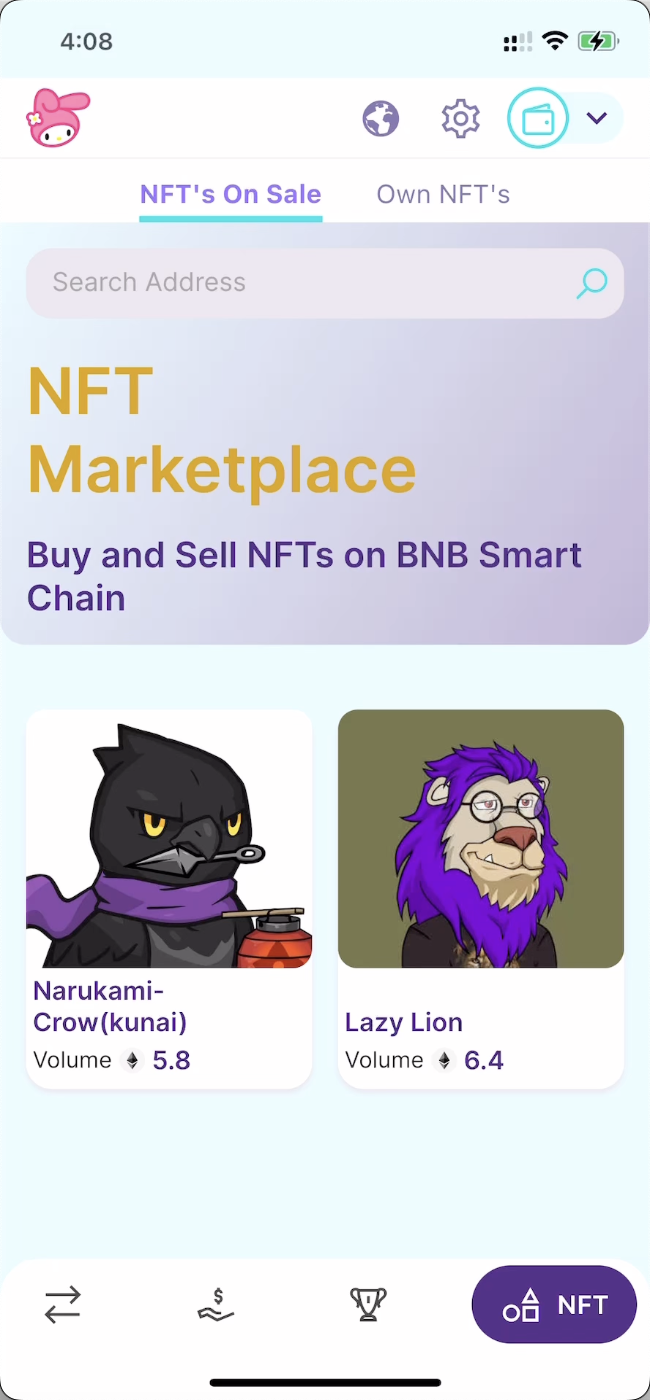 4:08
NFT's On Sale
Own NFT's
Search Address
NFT
Marketplace
Buy and Sell NFTs on BNB Smart
Chain
Narukami-
Crow(kunai)
Volume 5.8
Lazy Lion
Volume 6.4
NFT